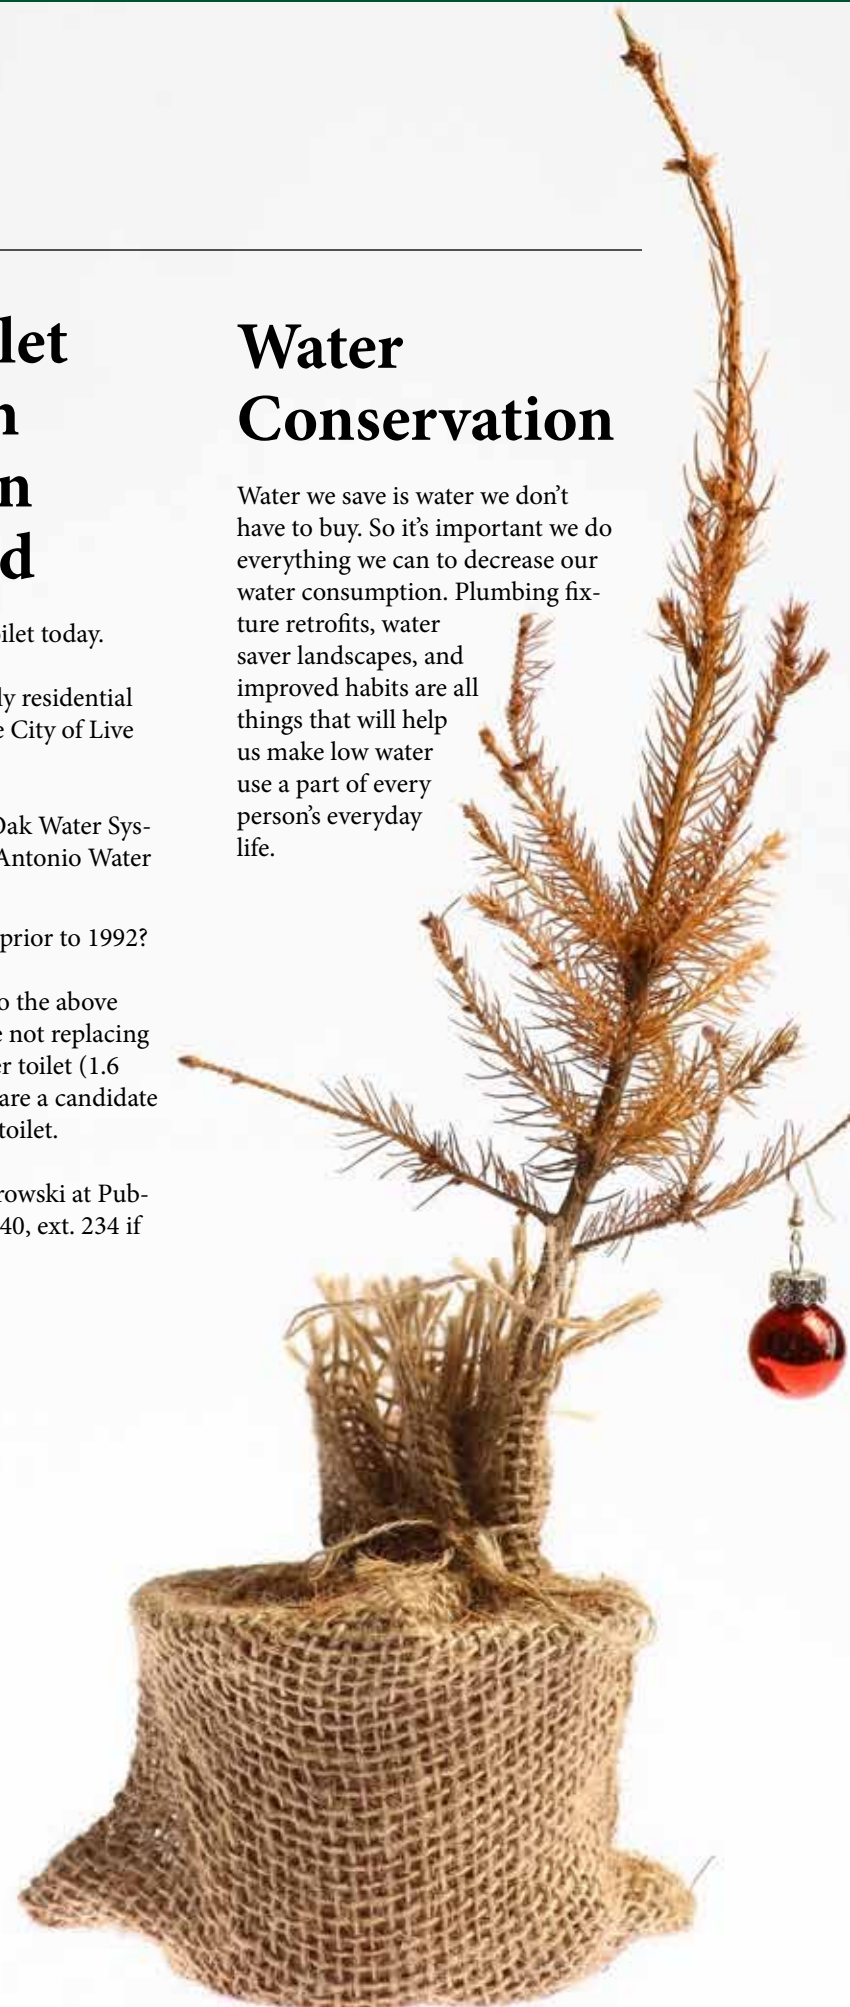 let
n
n
d
ilet today.
ly residential
e City of Live
Oak Water Sys-
Antonio Water
prior to 1992?
o the above
e not replacing
er toilet (1.6
are a candidate
toilet.
rowski at Pub-
40, ext. 234 if
Water
Conservation
Water we save is water we don’t
have to buy. So it’s important we do
everything we can to decrease our
water consumption. Plumbing fix-
ture retrofits, water
saver landscapes, and
improved habits are all
things that will help
us make low water
use a part of every
person’s everyday
life.